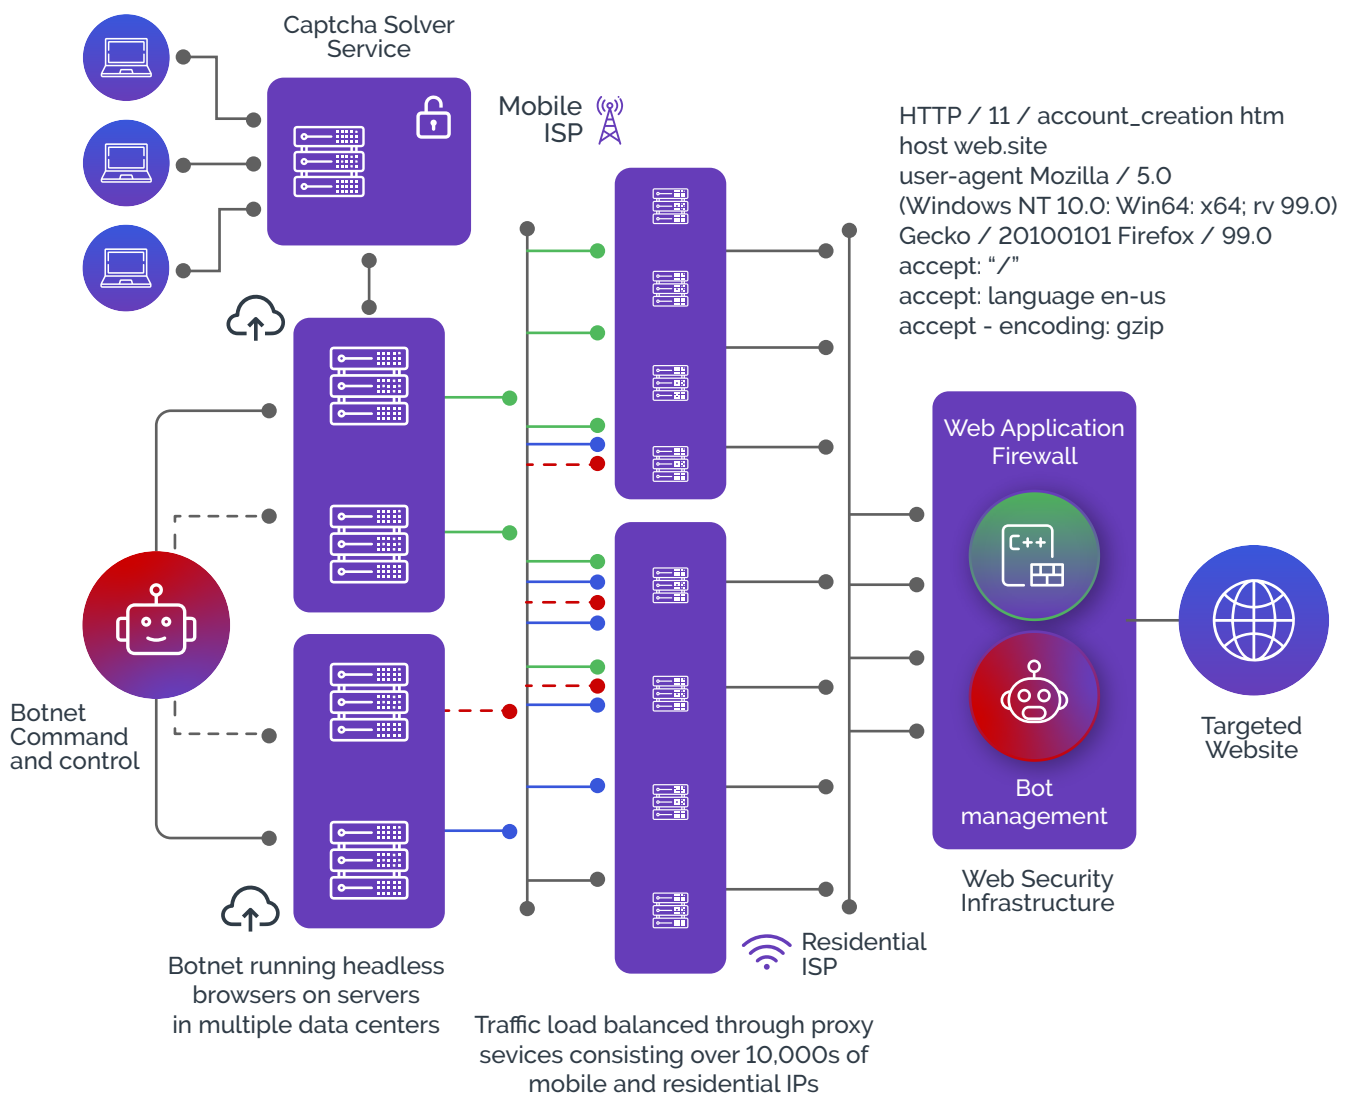 Captcha Solver
Service
Mobile
ISP
HTTP / 11 / account_creation htm
host web.site
user-agent Mozilla / 5.0
(Windows NT 10.0: Win64: x64; rv 99.0)
Gecko / 20100101 Firefox / 99.0
accept: “/”
accept: language en-us
accept - encoding: gzip
Web Application
Firewall
C++
Bot
management
Web Security
Infrastructure
Targeted
Website
Botnet
Command
and control
Residential
ISP
Botnet running headless
browsers on servers
in multiple data centers
Traffic load balanced through proxy
sevices consisting over 10,000s of
mobile and residential IPs